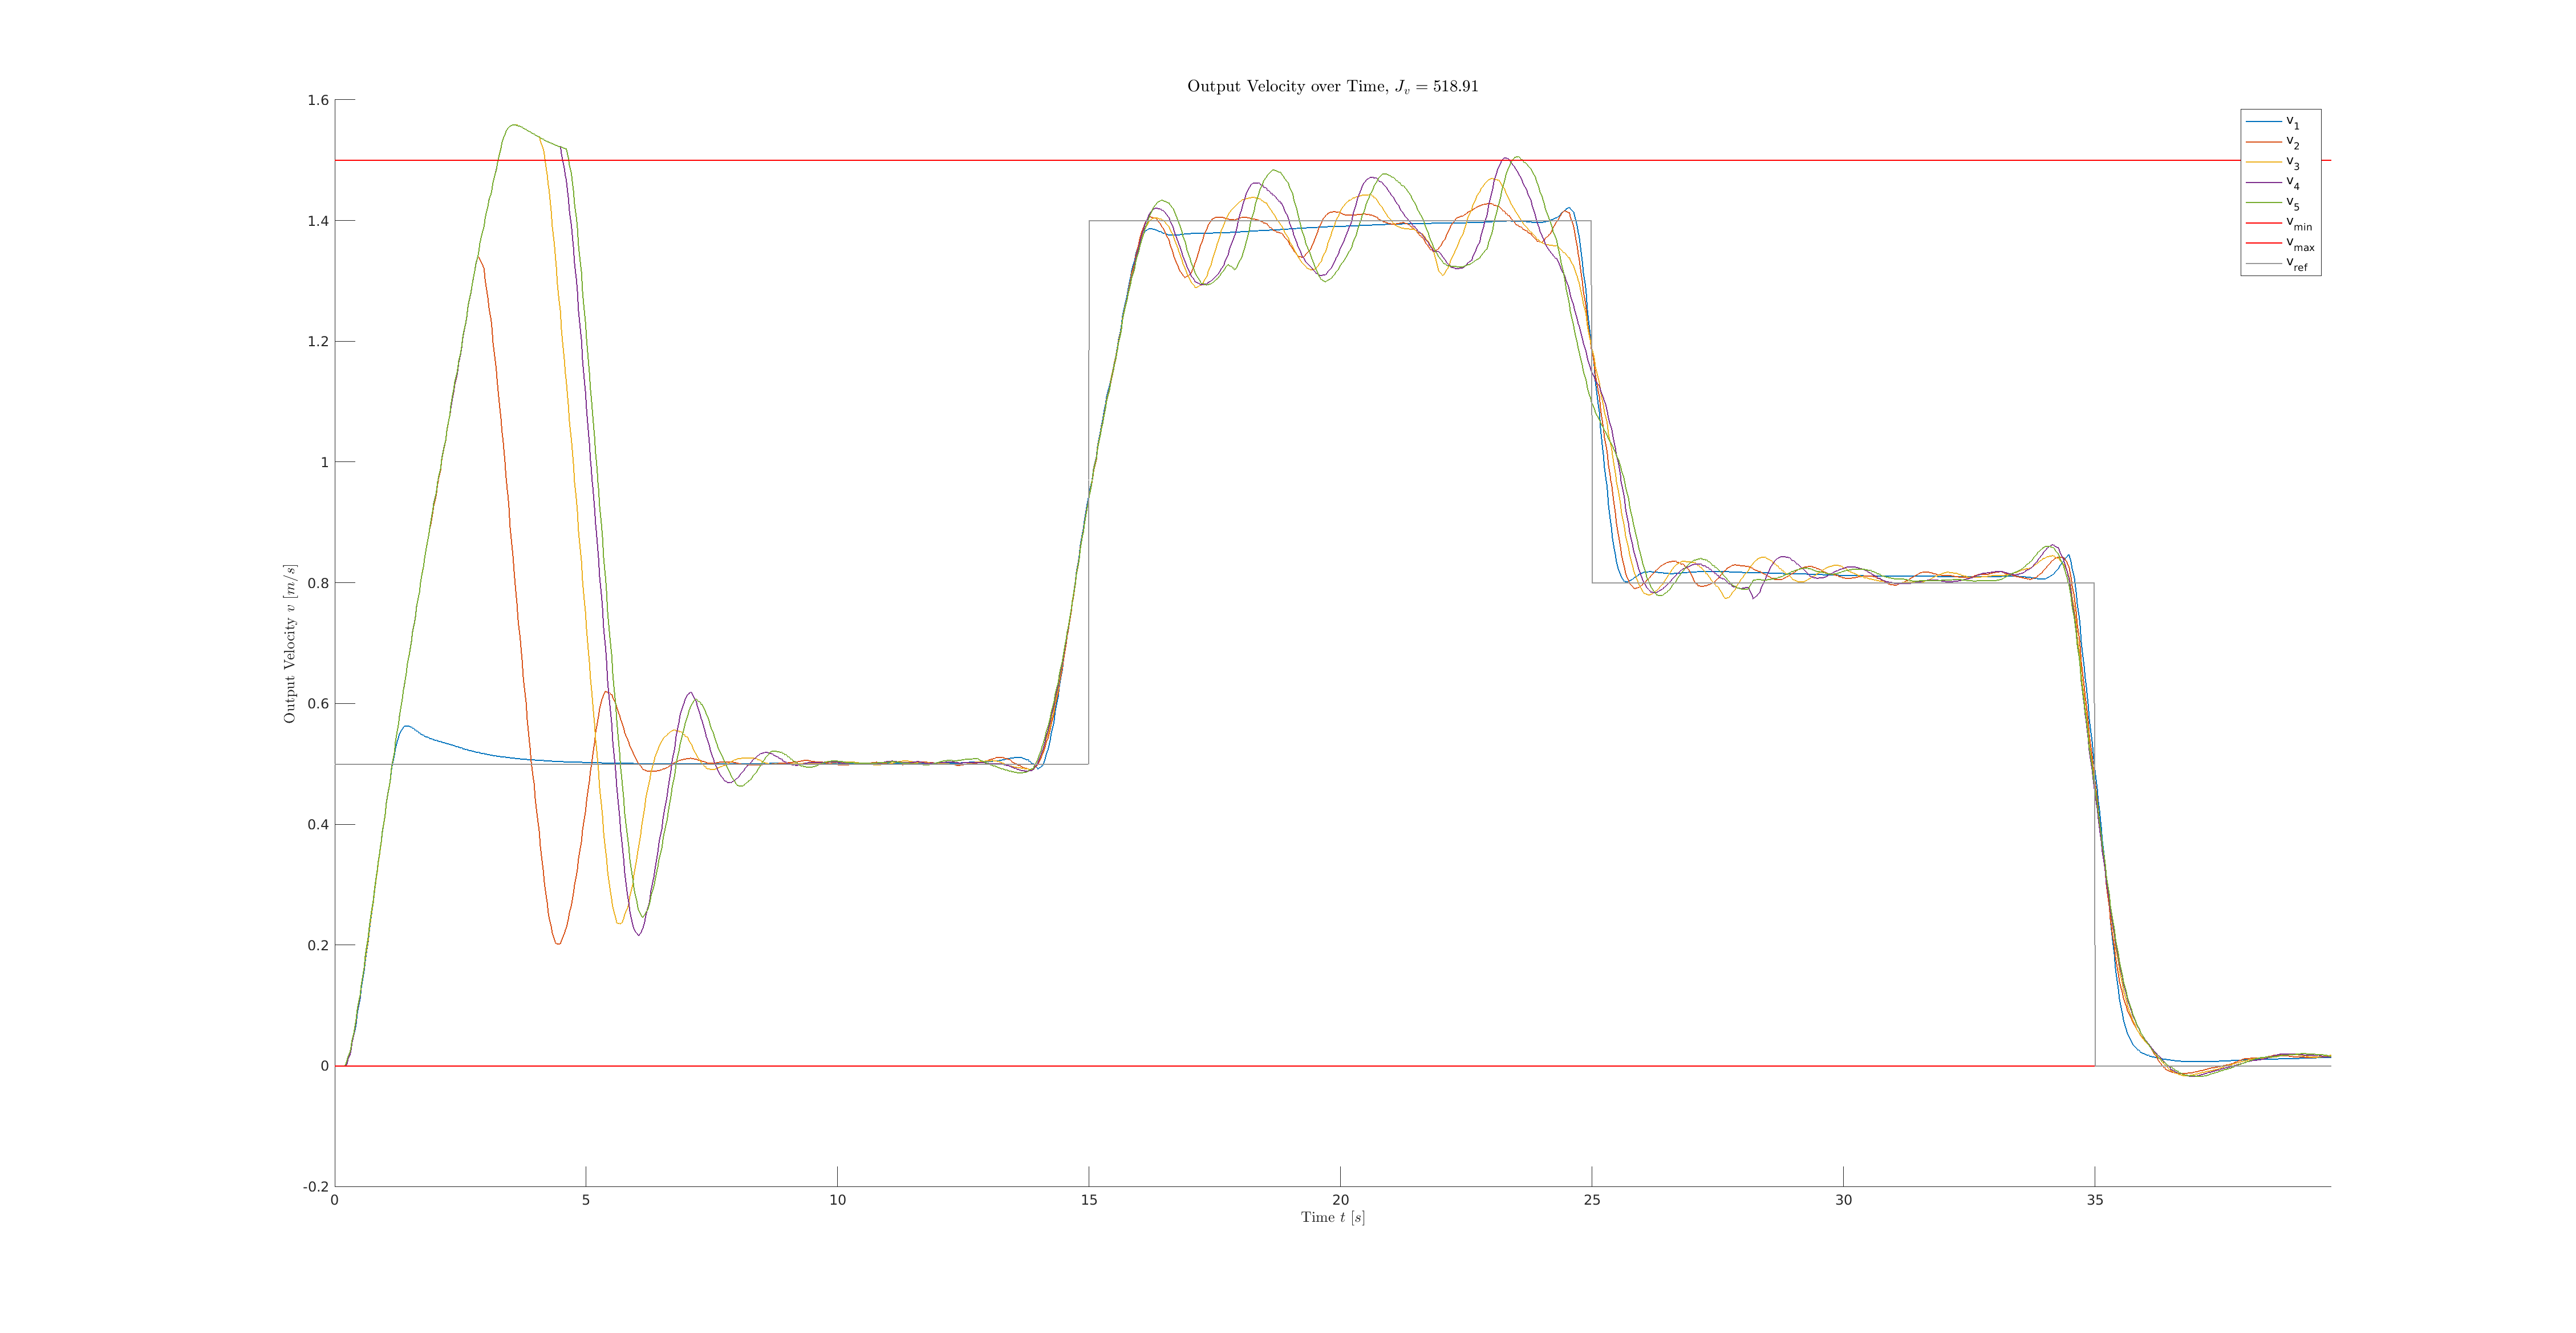 Output Velocity over Time, J_v = 518.91
1.6
1.4
1.2
1
0.8
0.6
0.4
0.2
0
-0.2
Output Velocity v [m/s]
0 5 10 15 20 25 30 35
Time t [s]
v_1
v_2
v_3
v_4
v_5
v_min
v_max
v_ref